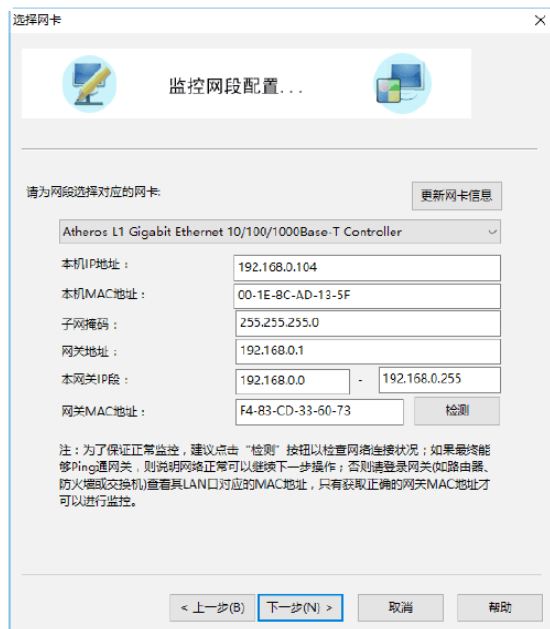 选择网卡
监控网段配置...
请为网段选择对应的网卡:
更新网卡信息
Atheros L1 Gigabit Ethernet 10/100/1000Base-T Controller
本机IP地址：
192.168.0.104
本机MAC地址：
00-1E-8C-AD-13-5F
子网掩码：
255.255.255.0
网关地址：
192.168.0.1
本网关IP段：
192.168.0.0 - 192.168.0.255
网关MAC地址：
F4-83-CD-33-60-73
检测
注：为了保证正常监控，建议点击“检测”按钮以检查网络连接状况；如果最终能
够Ping通网关，则说明网络正常可以继续下一步操作；否则请登录网关(如路由器、
防火墙或交换机)查看其LAN口对应的MAC地址，只有获取正确的网关MAC地址才
可以进行监控。
< 上一步(B) 下一步(N) > 取消 帮助